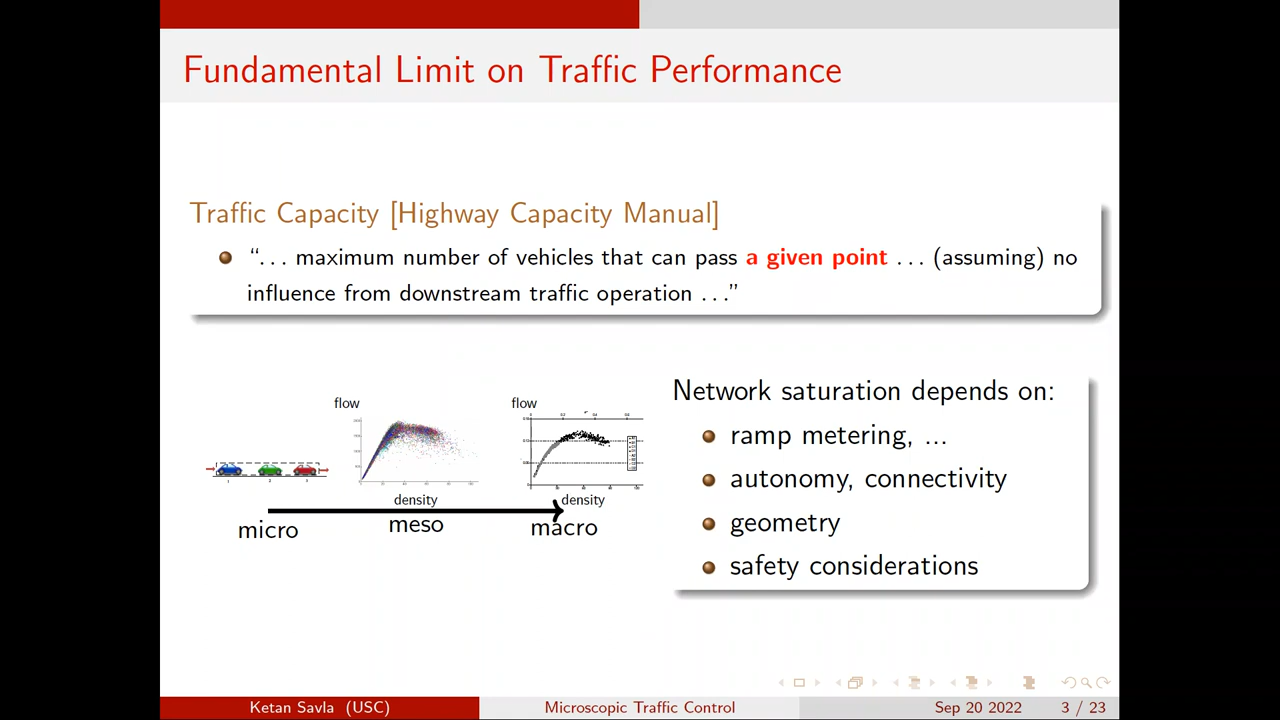 Fundamental Limit on Traffic Performance
Traffic Capacity [Highway Capacity Manual]
“. . . maximum number of vehicles that can pass a given point . . . (assuming) no
influence from downstream traffic operation . . .”
flow
flow
density
density
micro
meso
macro
Network saturation depends on:
ramp metering, ...
autonomy, connectivity
geometry
safety considerations
Ketan Savla (USC)
Microscopic Traffic Control
Sep 20 2022
3 / 23